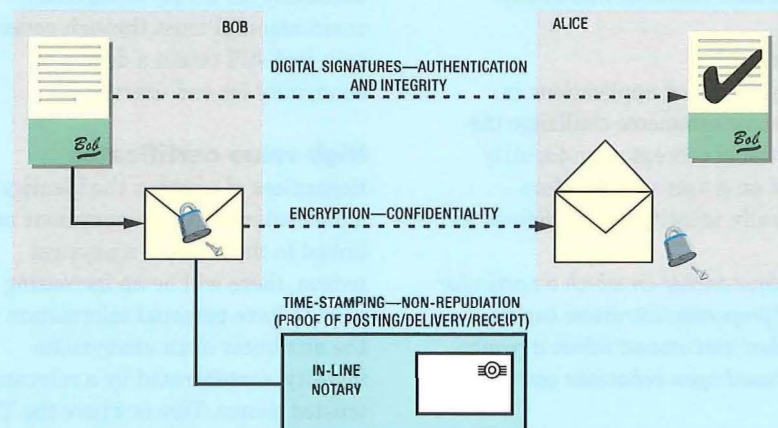 BOB
ALICE
DIGITAL SIGNATURES—AUTHENTICATION
AND INTEGRITY
Bob
Bob
ENCRYPTION—CONFIDENTIALITY
TIME-STAMPING—NON-REPUDIATION
(PROOF OF POSTING/DELIVERY/RECEIPT)
IN-LINE
NOTARY